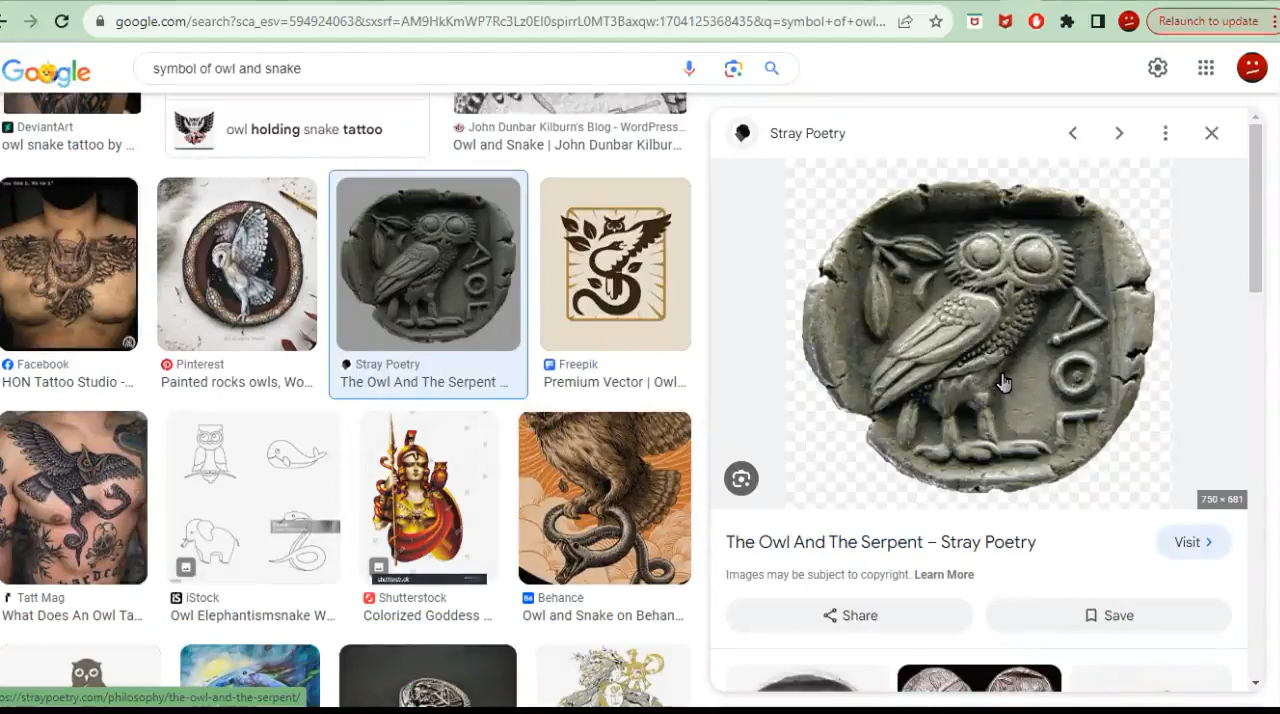 google.com/search?sca_esv=594924063&sxsrf=AM9HkKmWP7Rc3Lz0EI0spirrL0MT3Baxqw:1704125368435&q=symbol+of+owl...
Relaunch to update
Google
symbol of owl and snake
DeviantArt
owl snake tattoo by ...
owl holding snake tattoo
John Dunbar Kilburn's Blog - WordPress...
Owl and Snake | John Dunbar Kilbur...
Stray Poetry
ΑΘΕ
750 × 681
Facebook
HON Tattoo Studio -...
Pinterest
Painted rocks owls, Wo...
Stray Poetry
The Owl And The Serpent ...
Freepik
Premium Vector | Owl...
The Owl And The Serpent – Stray Poetry
Visit
Images may be subject to copyright. Learn More
Share
Save
shutterstock
Tatt Mag
What Does An Owl Ta...
iStock
Owl Elephantismsnake W...
Shutterstock
Colorized Goddess ...
Behance
Owl and Snake on Behan...
ps://straypoetry.com/philosophy/the-owl-and-the-serpent/